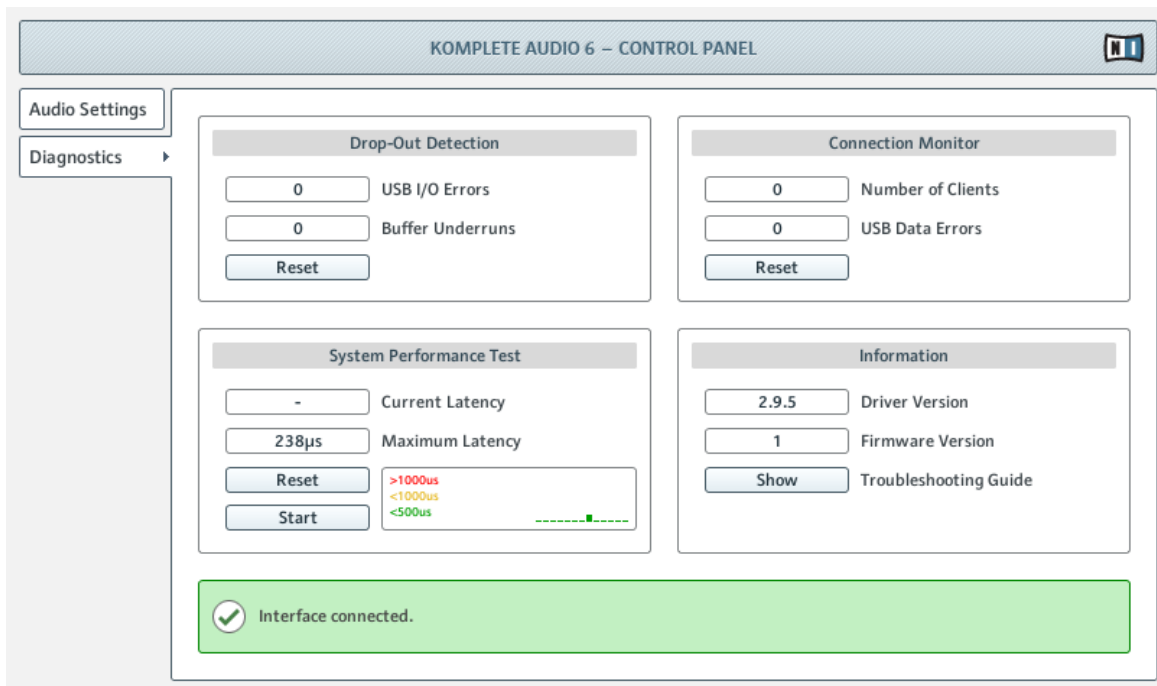 KOMPLETE AUDIO 6 – CONTROL PANEL
NI
Audio Settings
Diagnostics
Drop-Out Detection
0 USB I/O Errors
0 Buffer Underruns
Reset
Connection Monitor
0 Number of Clients
0 USB Data Errors
Reset
System Performance Test
- Current Latency
238µs Maximum Latency
Reset
Start
>1000us
<1000us
<500us
Information
2.9.5 Driver Version
1 Firmware Version
Show Troubleshooting Guide
Interface connected.